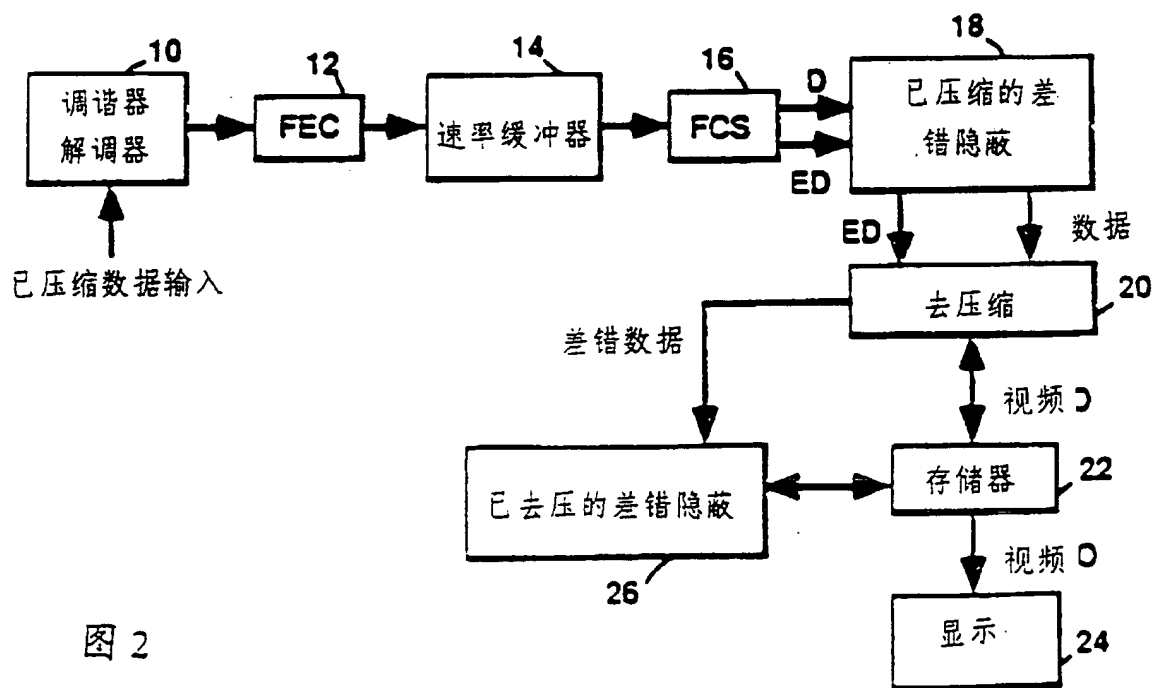 10
调谐器
解调器
已压缩数据输入
12
FEC
14
速率缓冲器
16
FCS
D
ED
18
已压缩的差
错隐蔽
ED
数据
去压缩
20
差错数据
视频 D
已去压的差错隐蔽
26
存储器
22
视频 D
显示
24
图 2